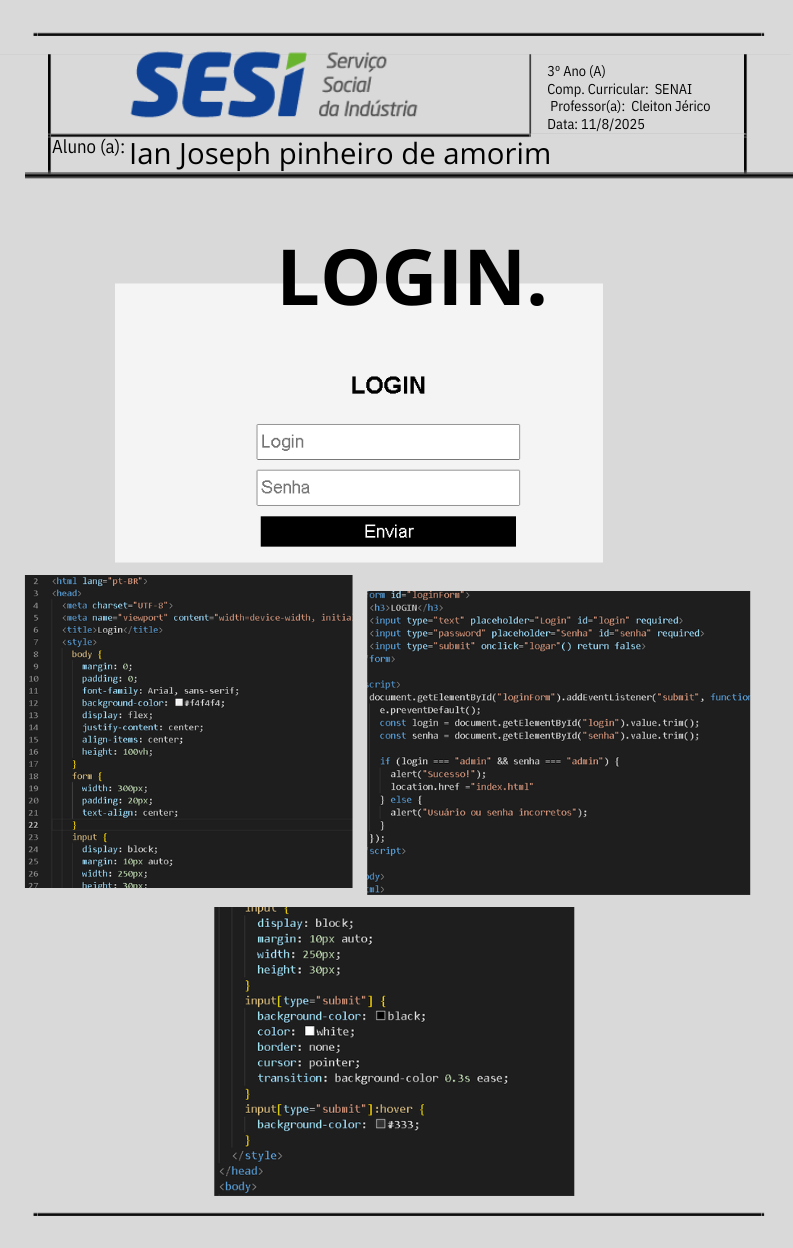 SESI Serviço
Social
da Indústria
3º Ano (A)
Comp. Curricular: SENAI
Professor(a): Cleiton Jérico
Data: 11/8/2025
Aluno (a): Ian Joseph pinheiro de amorim
LOGIN.
LOGIN
Login
Senha
Enviar
2 <html lang="pt-BR">
3 <head>
4 <meta charset="UTF-8">
5 <meta name="viewport" content="width=device-width, initia
6 <title>Login</title>
7 <style>
8 body {
9 margin: 0;
10 padding: 0;
11 font-family: Arial, sans-serif;
12 background-color: #f4f4f4;
13 display: flex;
14 justify-content: center;
15 align-items: center;
16 height: 100vh;
17 }
18 form {
19 width: 300px;
20 padding: 20px;
21 text-align: center;
22 }
23 input {
24 display: block;
25 margin: 10px auto;
26 width: 250px;
27 height: 30px;
orm id="loginForm">
<h3>LOGIN</h3>
<input type="text" placeholder="Login" id="login" required>
<input type="password" placeholder="Senha" id="senha" required>
<input type="submit" onclick="logar"() return false>
form>
script>
document.getElementById("loginForm").addEventListener("submit", function
e.preventDefault();
const login = document.getElementById("login").value.trim();
const senha = document.getElementById("senha").value.trim();
if (login === "admin" && senha === "admin") {
alert("Sucesso!");
location.href ="index.html"
} else {
alert("Usuário ou senha incorretos");
}
});
script>
ody>
ml>
input {
display: block;
margin: 10px auto;
width: 250px;
height: 30px;
}
input[type="submit"] {
background-color: black;
color: white;
border: none;
cursor: pointer;
transition: background-color 0.3s ease;
}
input[type="submit"]:hover {
background-color: #333;
}
</style>
</head>
<body>